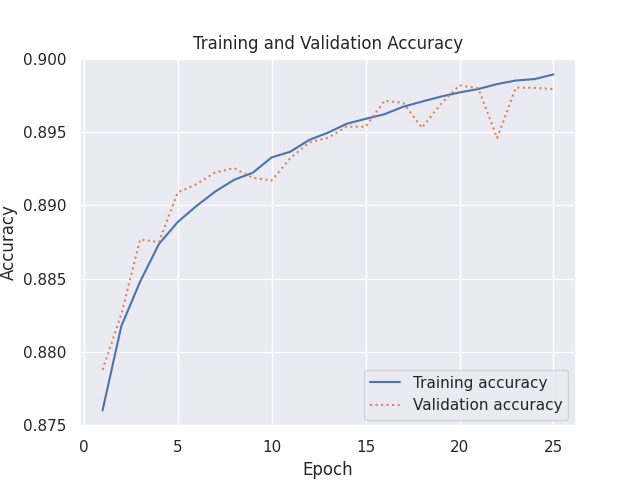 Training and Validation Accuracy
0.900
0.895
0.890
0.885
0.880
0.875
Accuracy
0
5
10
15
20
25
Epoch
Training accuracy
Validation accuracy